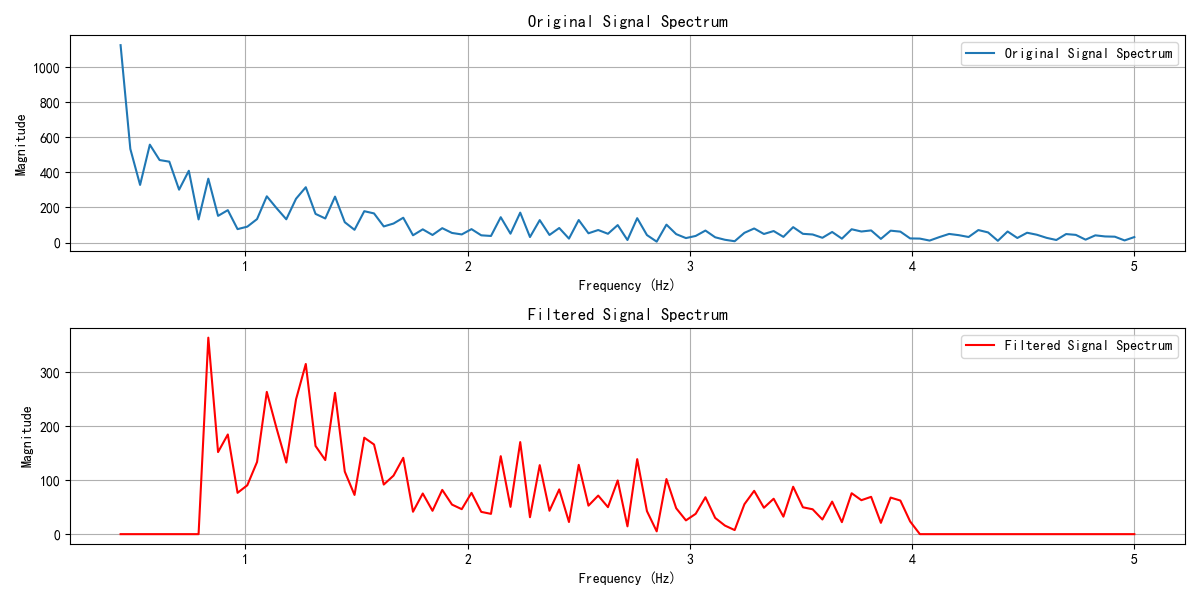 Original Signal Spectrum
Original Signal Spectrum
Magnitude
1000
800
600
400
200
0
1 2 3 4 5
Frequency (Hz)
Filtered Signal Spectrum
Filtered Signal Spectrum
Magnitude
300
200
100
0
1 2 3 4 5
Frequency (Hz)